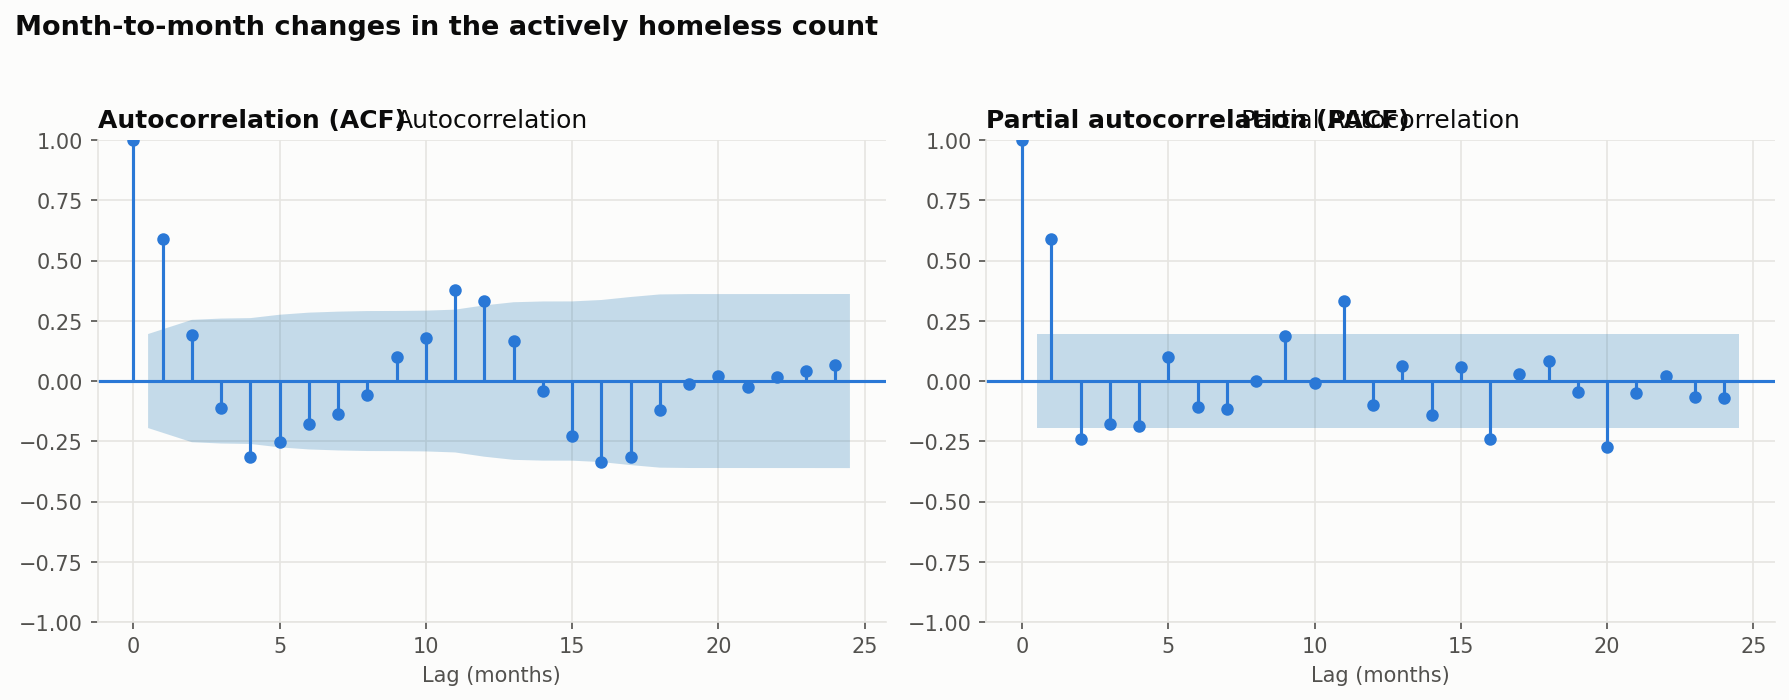 Month-to-month changes in the actively homeless count
Autocorrelation (ACF)
Autocorrelation
Partial autocorrelation (PACF)
Partial Autocorrelation
1.00
0.75
0.50
0.25
0.00
−0.25
−0.50
−0.75
−1.00
0 5 10 15 20 25
Lag (months)
1.00
0.75
0.50
0.25
0.00
−0.25
−0.50
−0.75
−1.00
0 5 10 15 20 25
Lag (months)